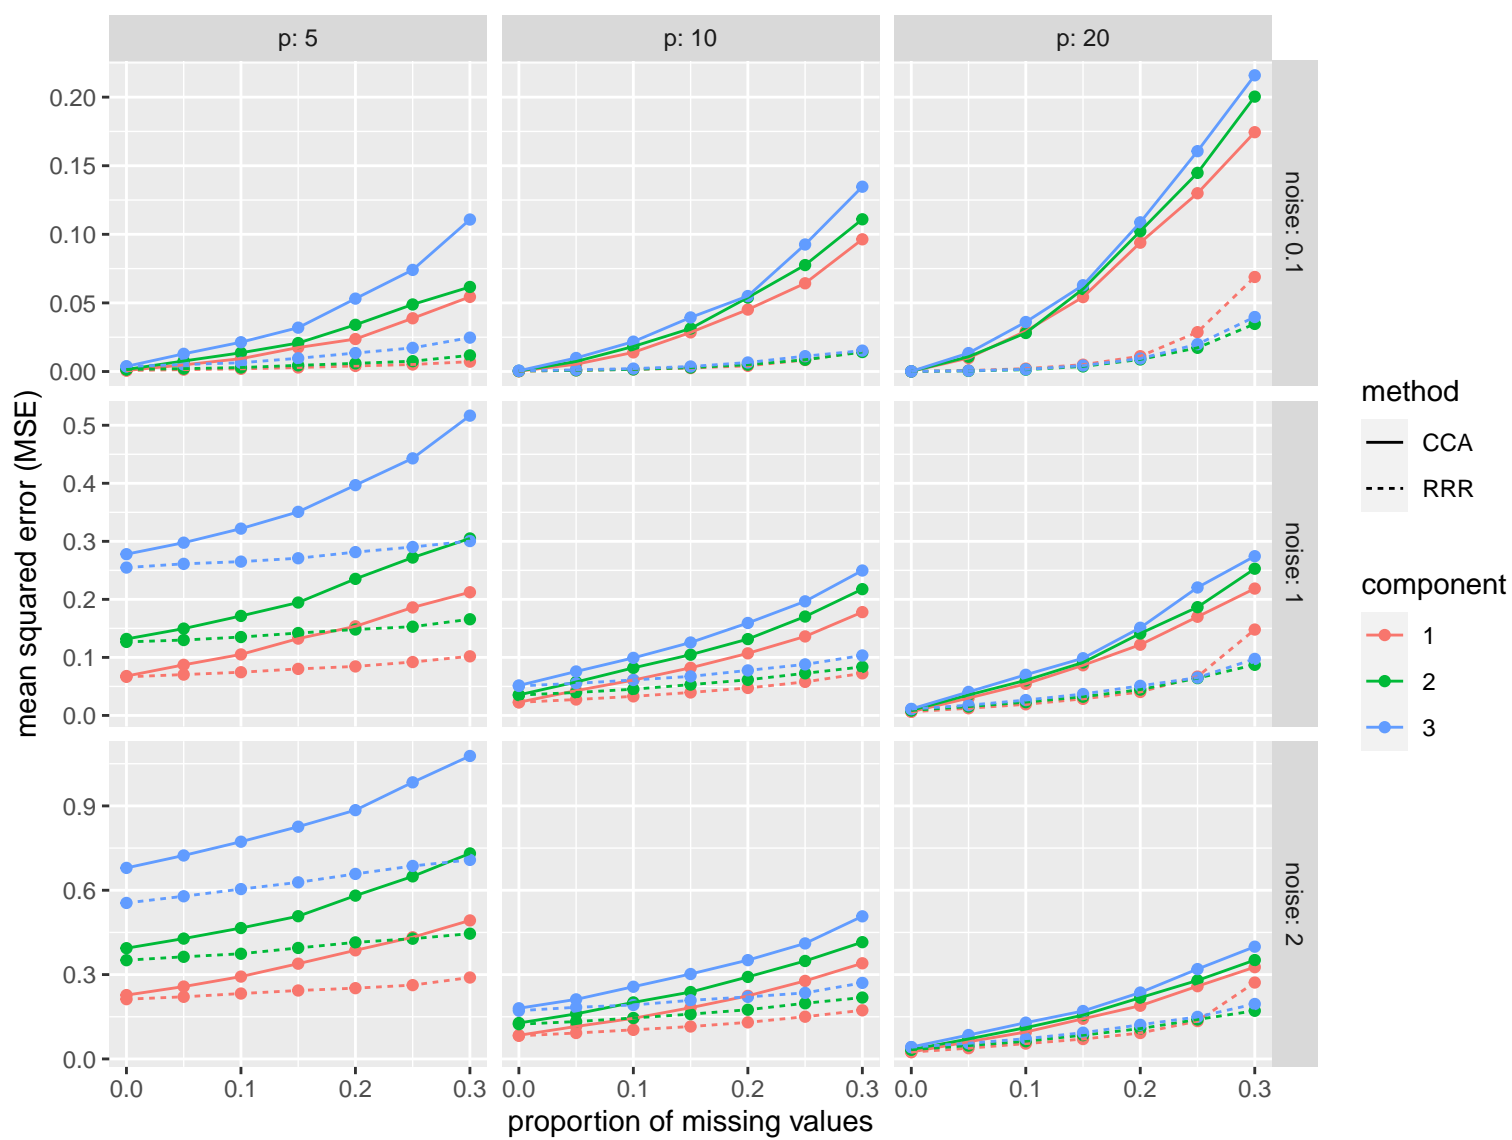 p: 5
p: 10
p: 20
mean squared error (MSE)
0.20
0.15
0.10
0.05
0.00
noise: 0.1
0.5
0.4
0.3
0.2
0.1
0.0
noise: 1
0.9
0.6
0.3
0.0
noise: 2
0.0 0.1 0.2 0.3
0.0 0.1 0.2 0.3
0.0 0.1 0.2 0.3
proportion of missing values
method
CCA
RRR
component
1
2
3